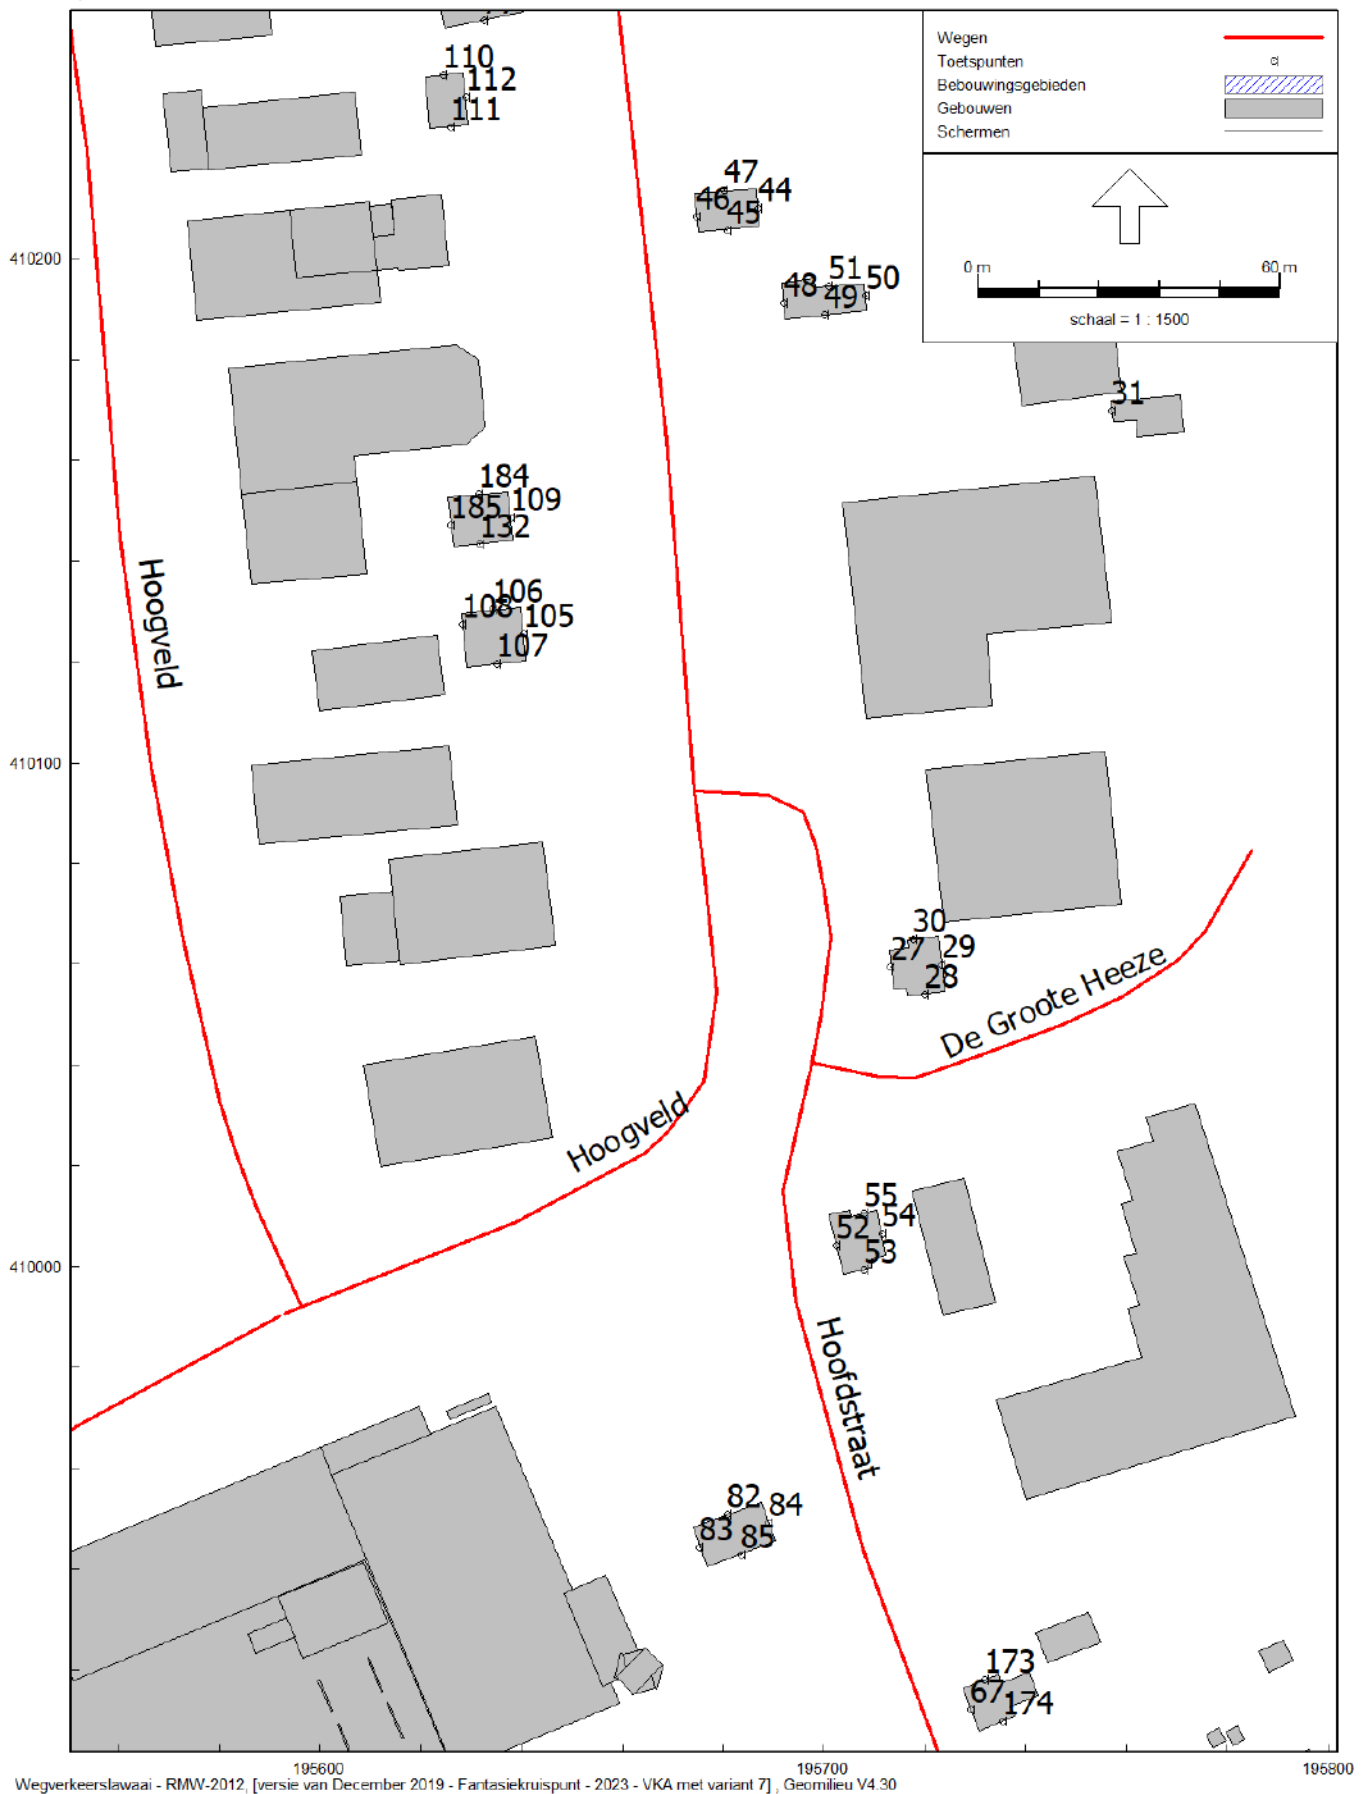 Wegen
Toetspunten
Bebouwingsgebieden
Gebouwen
Schermen
0 m 60 m
schaal = 1 : 1500
110
112
111
47
46 44
45
410200
51
48 50
49
31
184
185 109
132
106
108 105
107
Hoogveld
410100
30
27 29
28
De Groote Heeze
Hoogveld
55
52 54
53
410000
Hoofdstraat
82 84
83 85
173
67 174
195600 195700 195800
Wegverkeerslawaai - RMW-2012, [versie van December 2019 - Fantasiekruispunt - 2023 - VKA met variant 7] , Geomilieu V4.30